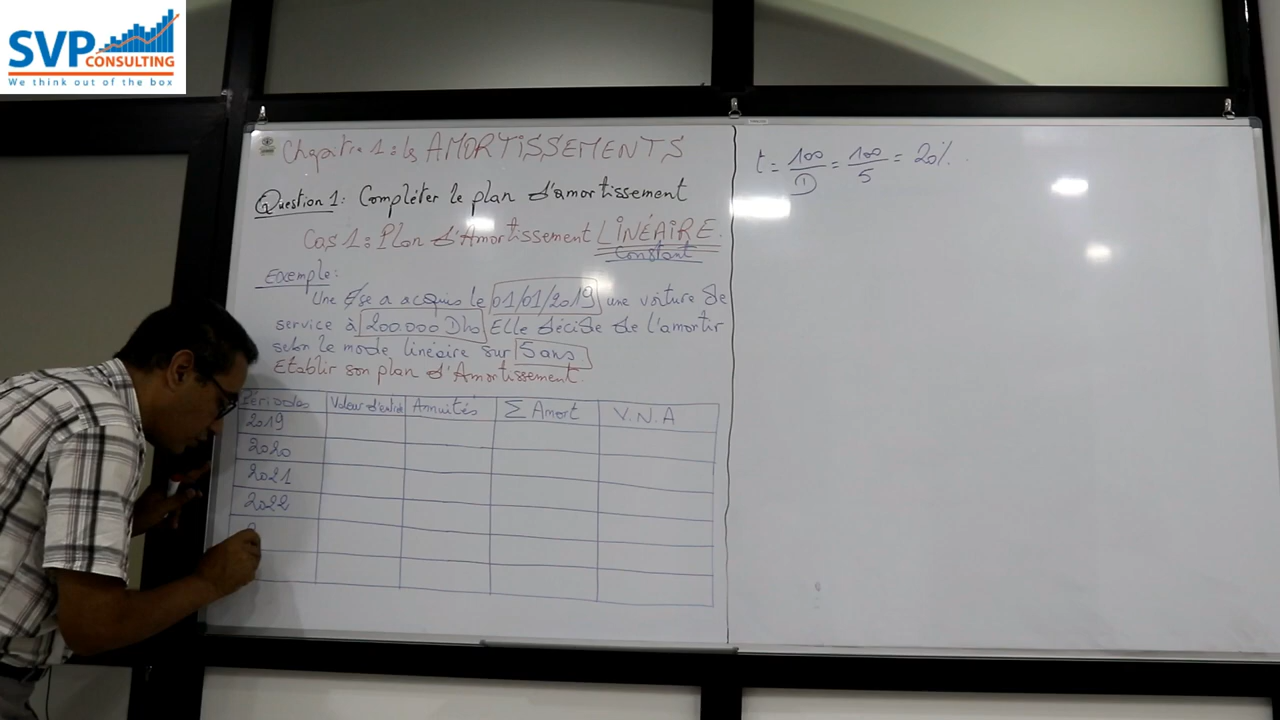 SVP CONSULTING
We think out of the box
Chapitre 1 : les AMORTISSEMENTS
Question 1 : Compléter le plan d'amortissement
Cas 1 : Plan d'Amortissement LINÉAIRE.
Constant
Exemple :
Une E/se a acquis le 01/01/2019 une voiture de
service à 200.000 Dhs Elle décide de l'amortir
selon le mode linéaire sur 5 ans
Etablir son plan d'Amortissement.
Périodes Valeur d'entrée Annuités Σ Amort V.N.A
2019
2020
2021
2022
2
t = 100/D = 100/5 = 20%.